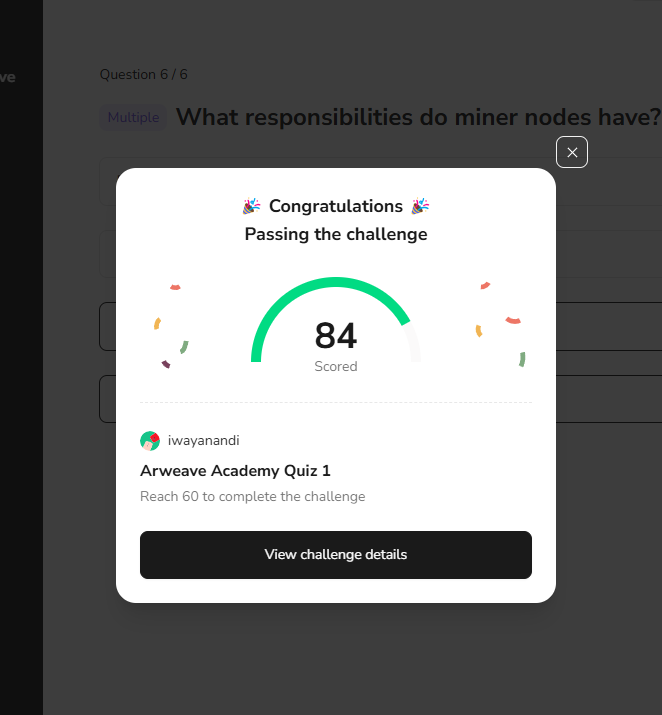 ve
Question 6 / 6
Multiple What responsibilities do miner nodes have?
Congratulations
Passing the challenge
84
Scored
iwayanandi
Arweave Academy Quiz 1
Reach 60 to complete the challenge
View challenge details